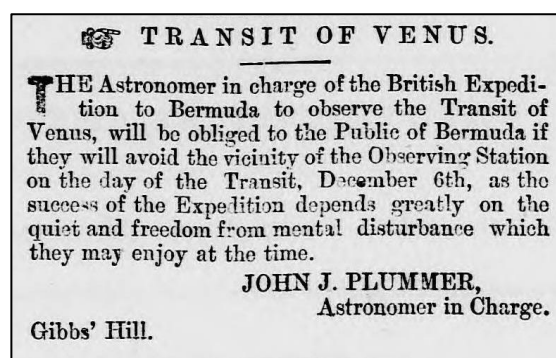 TRANSIT OF VENUS.
THE Astronomer in charge of the British Expedi-
tion to Bermuda to observe the Transit of
Venus, will be obliged to the Public of Bermuda if
they will avoid the vicinity of the Observing Station
on the day of the Transit, December 6th, as the
success of the Expedition depends greatly on the
quiet and freedom from mental disturbance which
they may enjoy at the time.
JOHN J. PLUMMER,
Astronomer in Charge.
Gibbs' Hill.